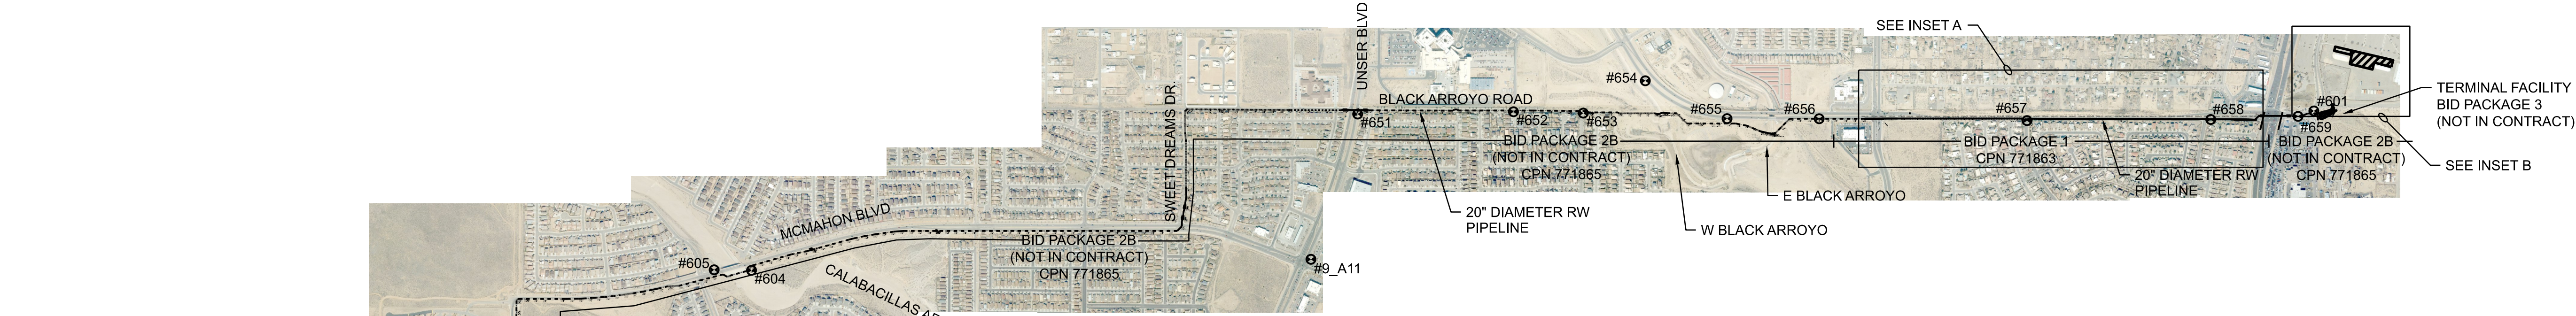 SEE INSET A
UNSER BLVD
#654
TERMINAL FACILITY
BID PACKAGE 3
(NOT IN CONTRACT)
SWEET DREAMS DR.
BLACK ARROYO ROAD
#651
#652
#653
#655
#656
#657
#658
#601
#659
BID PACKAGE 2B
(NOT IN CONTRACT)
CPN 771865
BID PACKAGE 1
CPN 771863
BID PACKAGE 2B
(NOT IN CONTRACT)
CPN 771865
SEE INSET B
20" DIAMETER RW
PIPELINE
E BLACK ARROYO
20" DIAMETER RW
PIPELINE
W BLACK ARROYO
MCMAHON BLVD
BID PACKAGE 2B
(NOT IN CONTRACT)
CPN 771865
#605
#604
#9_A11
CALABACILLAS